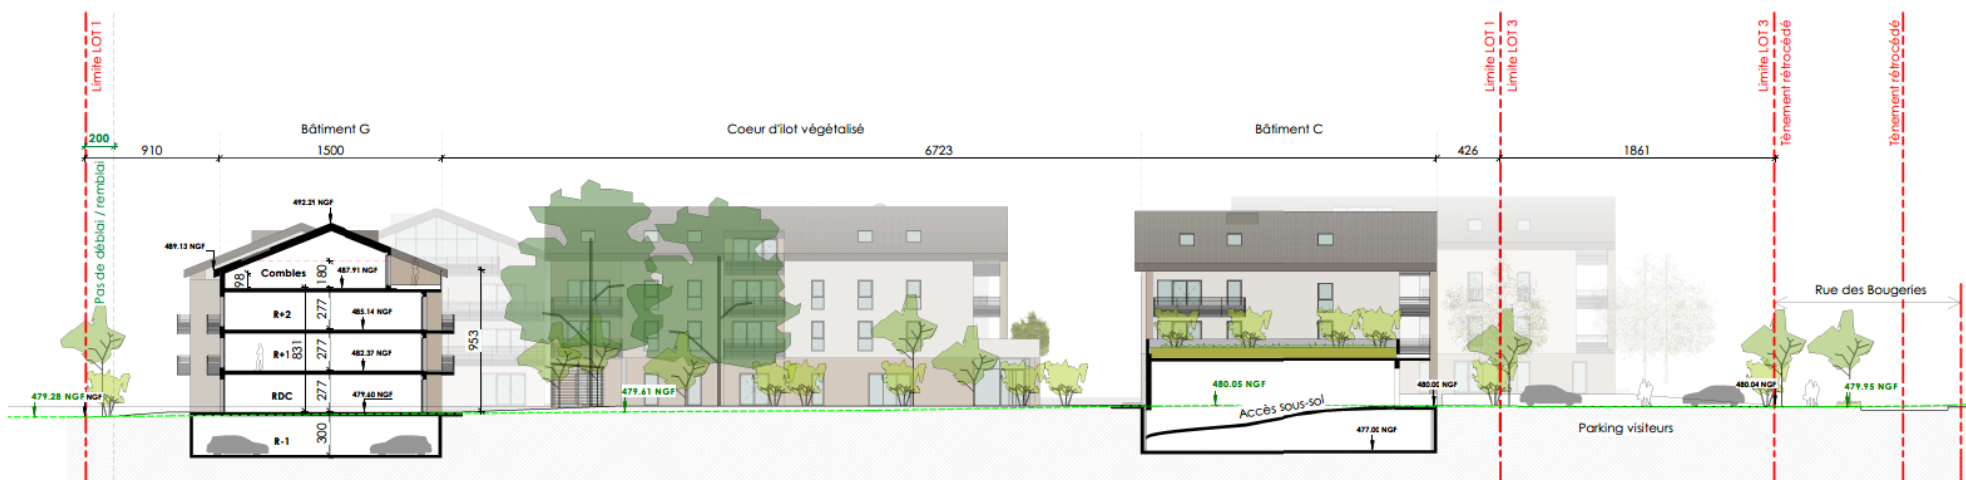 Limite LOT 1
Pas de déblai / remblai
200
Bâtiment G
Coeur d'ilot végétalisé
Bâtiment C
910
1500
6723
426
1861
Limite LOT 1
Limite LOT 3
Limite LOT 3
Tènement rétrocédé
Tènement rétrocédé
492.21 NGF
489.13 NGF
Combles
98
180
487.91 NGF
R+2
277
485.14 NGF
R+1
831
277
482.37 NGF
RDC
277
479.60 NGF
R-1
300
953
479.28 NGF
NGF
479.61 NGF
480.05 NGF
480.00 NGF
Accès sous-sol
477.00 NGF
Rue des Bougeries
480.04 NGF
479.95 NGF
Parking visiteurs